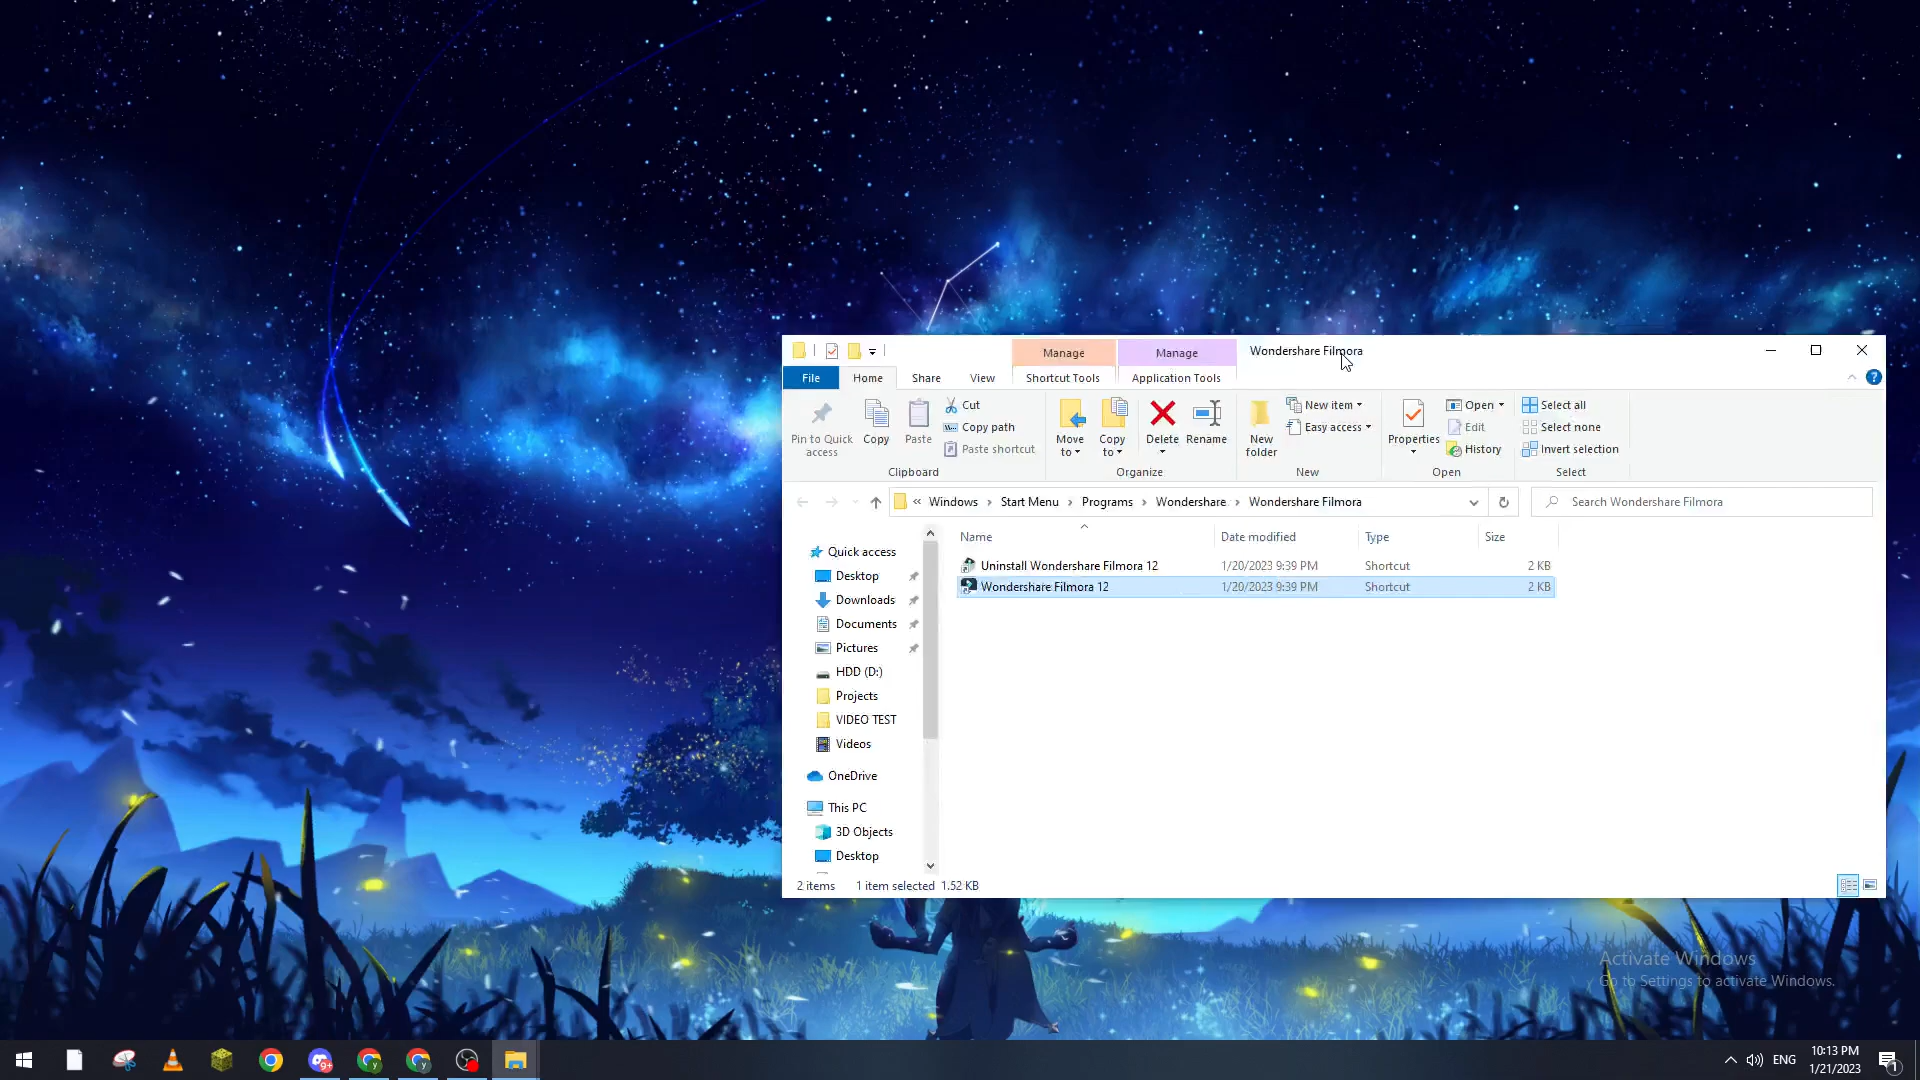 Manage
Manage
Wondershare Filmora
File
Home
Share
View
Shortcut Tools
Application Tools
Pin to Quick access
Copy
Paste
Cut
Copy path
Paste shortcut
Clipboard
Move to
Copy to
Delete
Rename
Organize
New folder
New item
Easy access
New
Properties
Open
Edit
History
Open
Select all
Select none
Invert selection
Select
« Windows › Start Menu › Programs › Wondershare › Wondershare Filmora
Search Wondershare Filmora
Name
Date modified
Type
Size
Uninstall Wondershare Filmora 12 1/20/2023 9:39 PM Shortcut 2 KB
Wondershare Filmora 12 1/20/2023 9:39 PM Shortcut 2 KB
Quick access
Desktop
Downloads
Documents
Pictures
HDD (D:)
Projects
VIDEO TEST
Videos
OneDrive
This PC
3D Objects
Desktop
2 items 1 item selected 1.52 KB
Activate Windows
Go to Settings to activate Windows.
9+
y
y
ENG
10:13 PM
1/21/2023
1